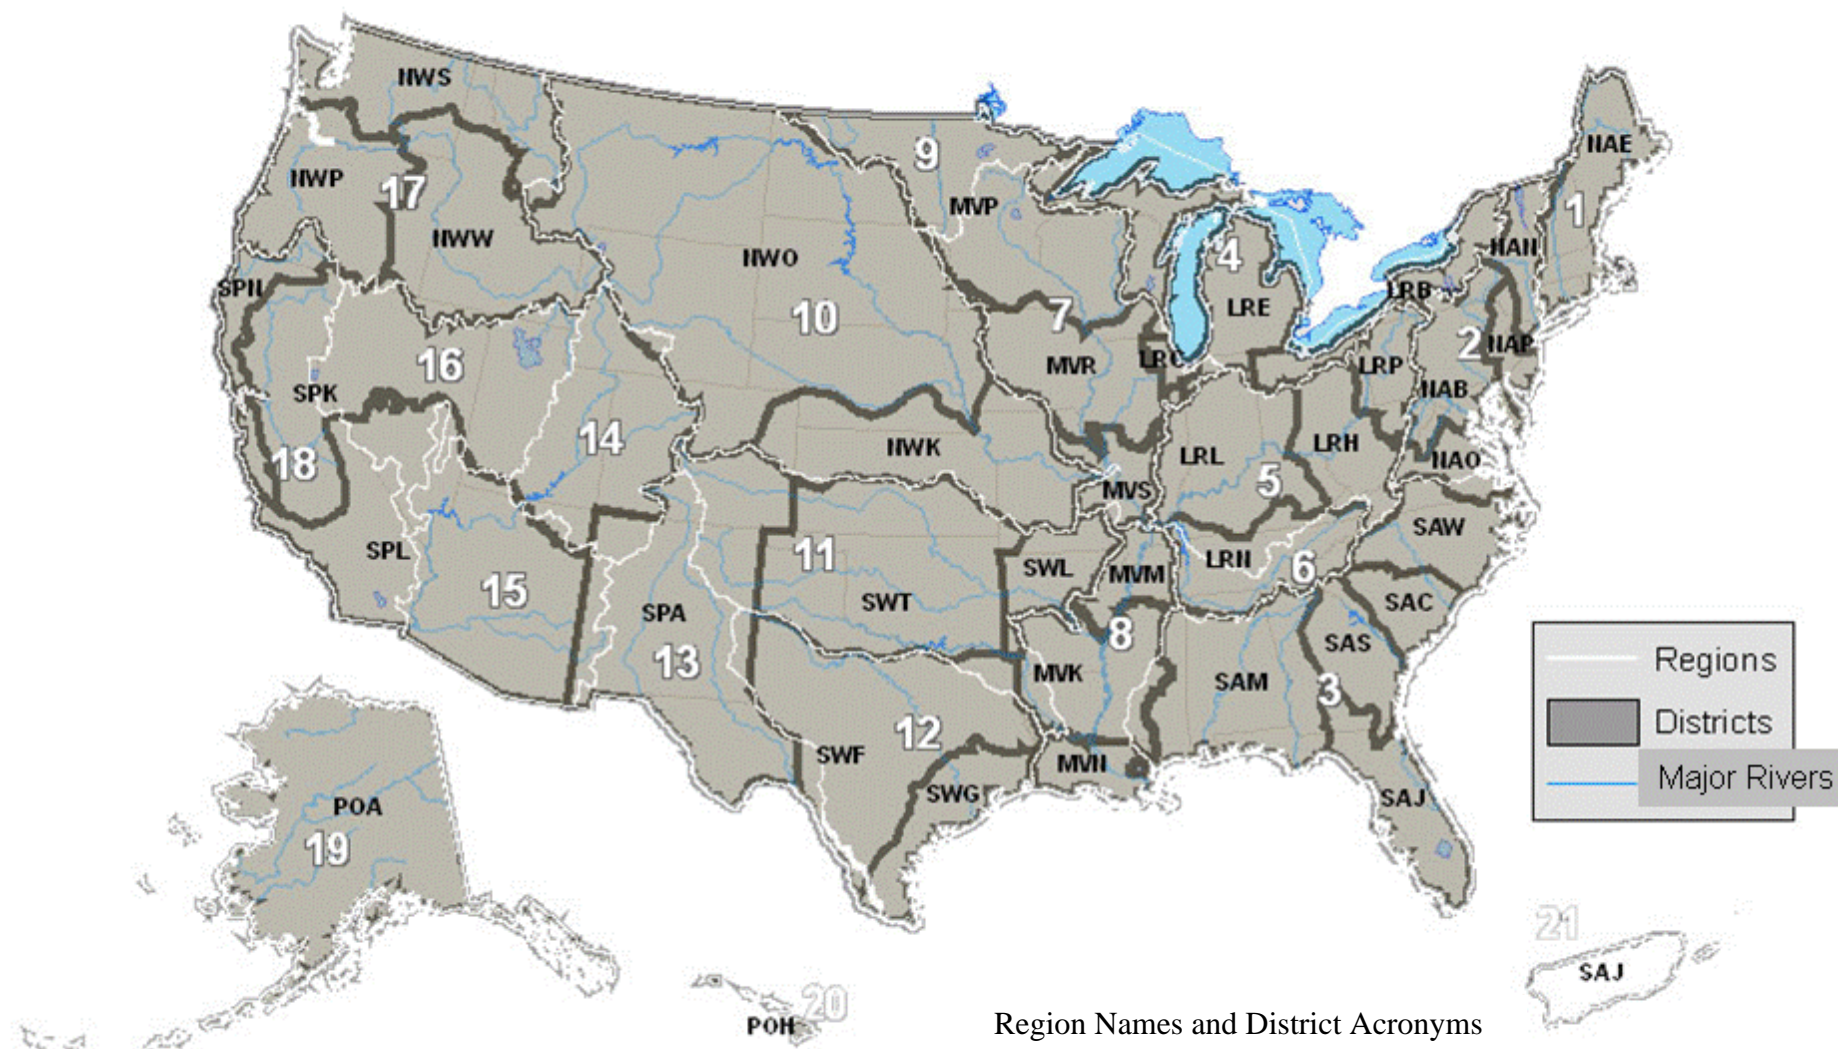 NWS
NAE
9
NWP
17
MVP
1
NWW
NWO
4
NAN
SPN
LRB
LRE
10
7
2
NAP
16
MVR
LRC
LRP
SPK
NAB
14
NWK
LRL
LRH
18
NAO
5
MVS
SAW
SPL
11
LRN
6
SWL
MVM
15
SWT
SAC
SPA
8
SAS
13
MVK
SAM
3
12
SWF
MVN
SWG
SAJ
Regions
Districts
Major Rivers
POA
19
21
SAJ
20
POH
Region Names and District Acronyms